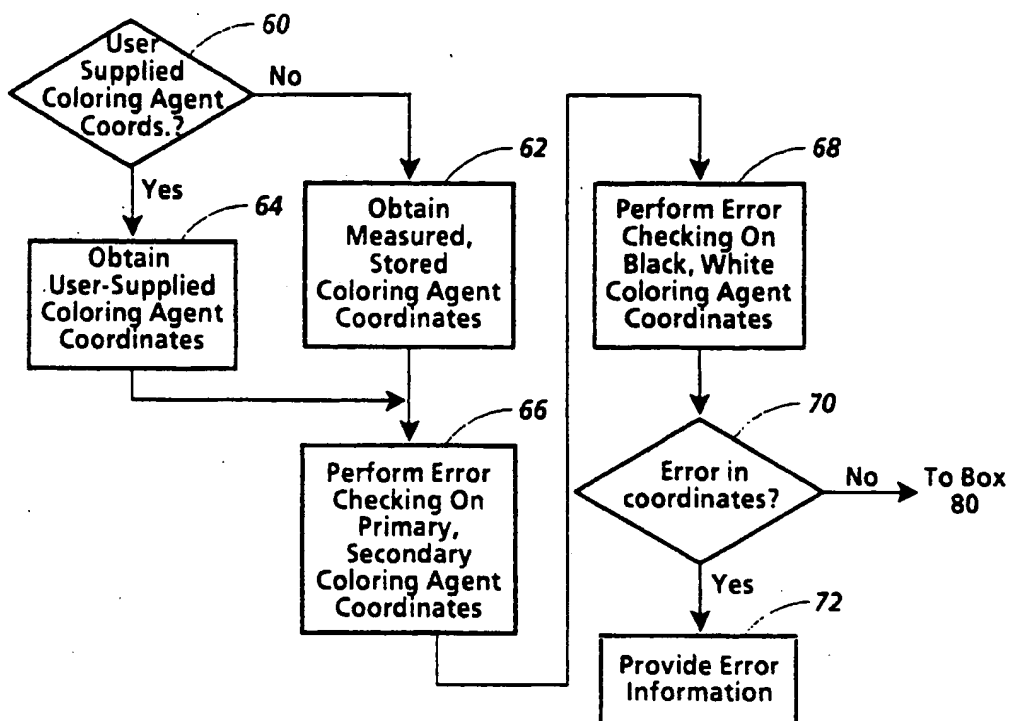 60
User
Supplied
Coloring Agent
Coords.?
No
Yes
64
Obtain
User-Supplied
Coloring Agent
Coordinates
62
Obtain
Measured,
Stored
Coloring Agent
Coordinates
66
Perform Error
Checking On
Primary,
Secondary
Coloring Agent
Coordinates
68
Perform Error
Checking On
Black, White
Coloring Agent
Coordinates
70
Error in
coordinates?
No
To Box
80
Yes
72
Provide Error
Information